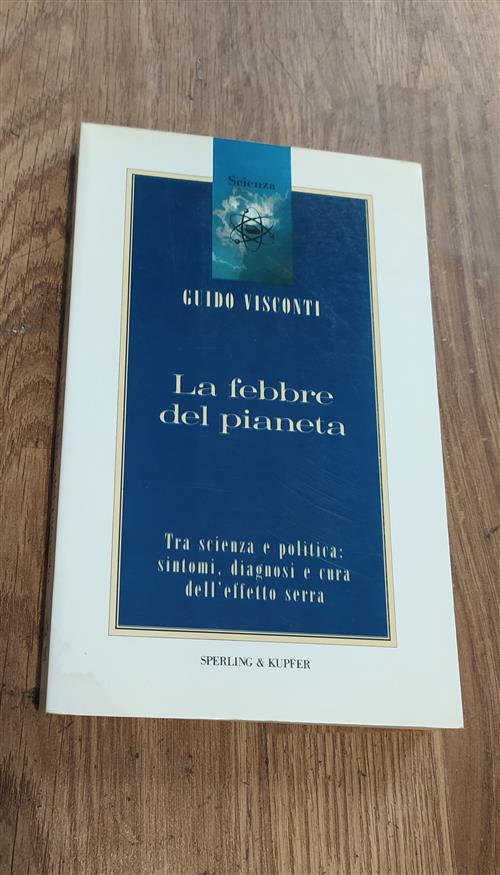 Scienza
GUIDO VISCONTI
La febbre
del pianeta
Tra scienza e politica:
sintomi, diagnosi e cura
dell'effetto serra
SPERLING & KUPFER